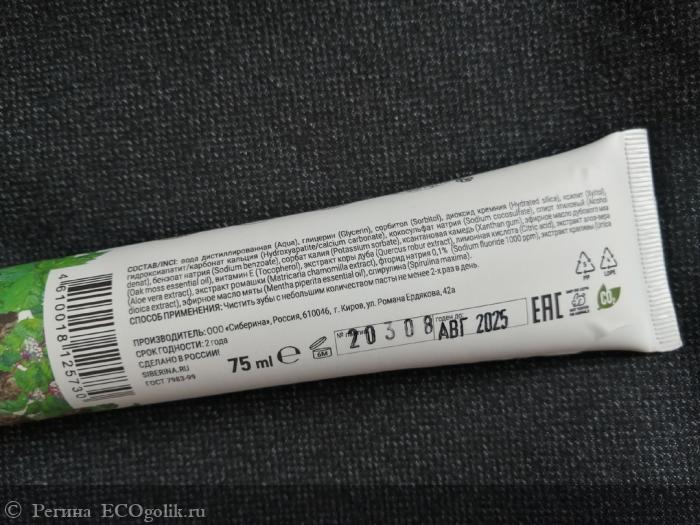 СОСТАВ/INCI: вода дистиллированная (Aqua), глицерин (Glycerin), сорбитол (Sorbitol), диоксид кремния (Hydrated silica), ксилит (Xylitol),
гидроксиапатит/карбонат кальция (Hydroxyapatite/calcium carbonate), кокосульфат натрия (Sodium cocosulfate), спирт этиловый (Alcohol
denat), бензоат натрия (Sodium benzoate), сорбат калия (Potassium sorbate), ксантановая камедь (Xanthan gum), эфирное масло дубового мха
(Oak moss essential oil), витамин Е (Tocopherol), экстракт коры дуба (Quercus robur extract), лимонная кислота (Citric acid), экстракт алоэ-вера
(Aloe vera extract), экстракт ромашки (Matricaria chamomilla extract), фторид натрия 0,1% (Sodium fluoride 1000 ppm), экстракт крапивы (Urtica
dioica extract), эфирное масло мяты (Mentha piperita essential oil), спирулина (Spirulina maxima).
СПОСОБ ПРИМЕНЕНИЯ: Чистить зубы с небольшим количеством пасты не менее 2-х раз в день.
ПРОИЗВОДИТЕЛЬ: ООО «Сиберина», Россия, 610046, г. Киров, ул. Романа Ердякова, 42а
СРОК ГОДНОСТИ: 2 года
СДЕЛАНО В РОССИИ
SIBERINA.RU
ГОСТ 7983-99
75 ml e
6M
20308
годен до
АВГ 2025
EAC
CO₂
PP
LDPE
4610018125730
© Регина ECOgolik.ru